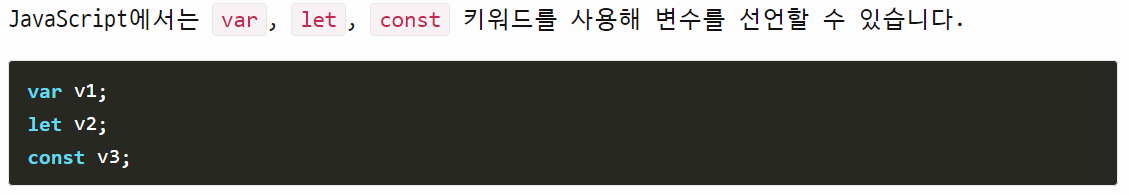 JavaScript에서는 var, let, const 키워드를 사용해 변수를 선언할 수 있습니다.
var v1;
let v2;
const v3;